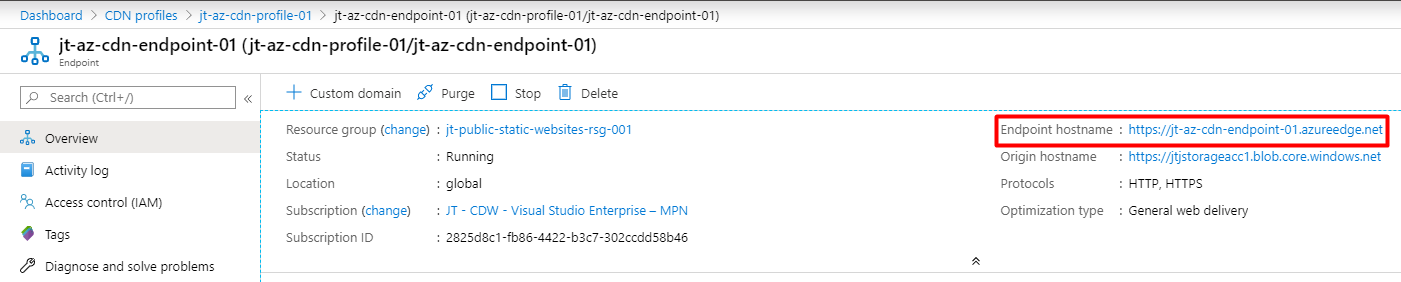 Dashboard > CDN profiles > jt-az-cdn-profile-01 > jt-az-cdn-endpoint-01 (jt-az-cdn-profile-01/jt-az-cdn-endpoint-01)
jt-az-cdn-endpoint-01 (jt-az-cdn-profile-01/jt-az-cdn-endpoint-01)
Endpoint
Search (Ctrl+/)
«
Overview
Activity log
Access control (IAM)
Tags
Diagnose and solve problems
+ Custom domain Purge Stop Delete
Resource group (change) : jt-public-static-websites-rsg-001
Status : Running
Location : global
Subscription (change) : JT - CDW - Visual Studio Enterprise – MPN
Subscription ID : 2825d8c1-fb86-4422-b3c7-302ccdd58b46
Endpoint hostname : https://jt-az-cdn-endpoint-01.azureedge.net
Origin hostname : https://jtjstorageacc1.blob.core.windows.net
Protocols : HTTP, HTTPS
Optimization type : General web delivery